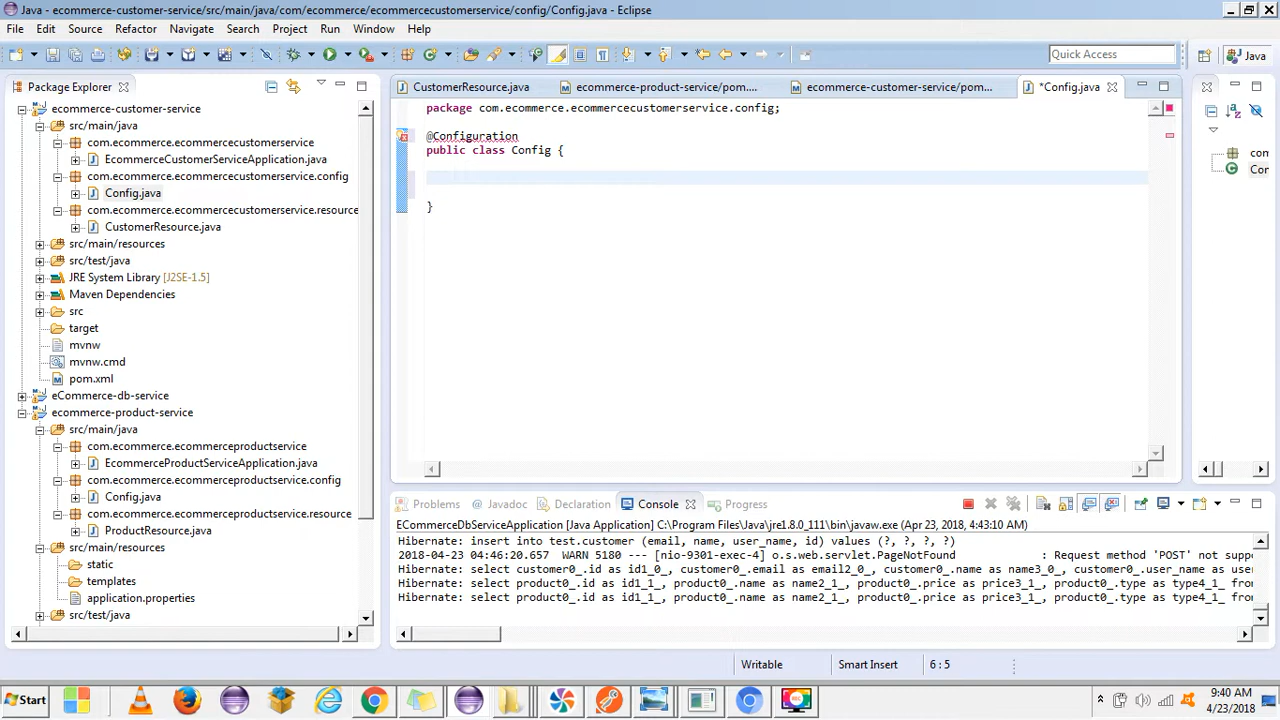 Java - ecommerce-customer-service/src/main/java/com/ecommerce/ecommercecustomerservice/config/Config.java - Eclipse
File Edit Source Refactor Navigate Search Project Run Window Help
Quick Access
Java
Package Explorer
CustomerResource.java
ecommerce-product-service/pom....
ecommerce-customer-service/pom...
*Config.java
ecommerce-customer-service
src/main/java
com.ecommerce.ecommercecustomerservice
EcommerceCustomerServiceApplication.java
com.ecommerce.ecommercecustomerservice.config
Config.java
com.ecommerce.ecommercecustomerservice.resource
CustomerResource.java
src/main/resources
src/test/java
JRE System Library [J2SE-1.5]
Maven Dependencies
src
target
mvnw
mvnw.cmd
pom.xml
eCommerce-db-service
ecommerce-product-service
src/main/java
com.ecommerce.ecommerceproductservice
EcommerceProductServiceApplication.java
com.ecommerce.ecommerceproductservice.config
Config.java
com.ecommerce.ecommerceproductservice.resource
ProductResource.java
src/main/resources
static
templates
application.properties
src/test/java
package com.ecommerce.ecommercecustomerservice.config;
@Configuration
public class Config {
}
com
Con
Problems @ Javadoc Declaration Console Progress
ECommerceDbServiceApplication [Java Application] C:\Program Files\Java\jre1.8.0_111\bin\javaw.exe (Apr 23, 2018, 4:43:10 AM)
Hibernate: insert into test.customer (email, name, user_name, id) values (?, ?, ?, ?)
2018-04-23 04:46:20.657 WARN 5180 --- [nio-9301-exec-4] o.s.web.servlet.PageNotFound : Request method 'POST' not supp
Hibernate: select customer0_.id as id1_0_, customer0_.email as email2_0_, customer0_.name as name3_0_, customer0_.user_name as user
Hibernate: select product0_.id as id1_1_, product0_.name as name2_1_, product0_.price as price3_1_, product0_.type as type4_1_ from
Hibernate: select product0_.id as id1_1_, product0_.name as name2_1_, product0_.price as price3_1_, product0_.type as type4_1_ from
Writable Smart Insert 6 : 5
Start
9:40 AM
4/23/2018